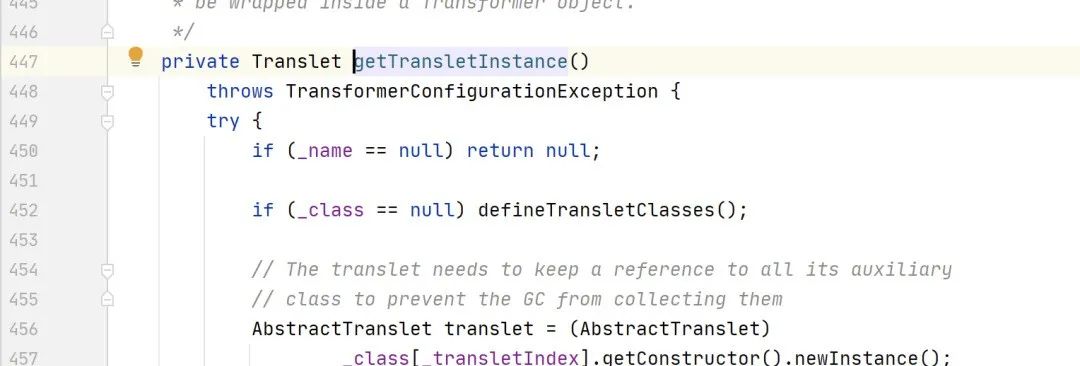 445 * be wrapped inside a Transformer object.
446 */
447 private Translet getTransletInstance()
448 throws TransformerConfigurationException {
449 try {
450 if (_name == null) return null;
451
452 if (_class == null) defineTransletClasses();
453
454 // The translet needs to keep a reference to all its auxiliary
455 // class to prevent the GC from collecting them
456 AbstractTranslet translet = (AbstractTranslet)
457 _class[_transletIndex].getConstructor().newInstance();